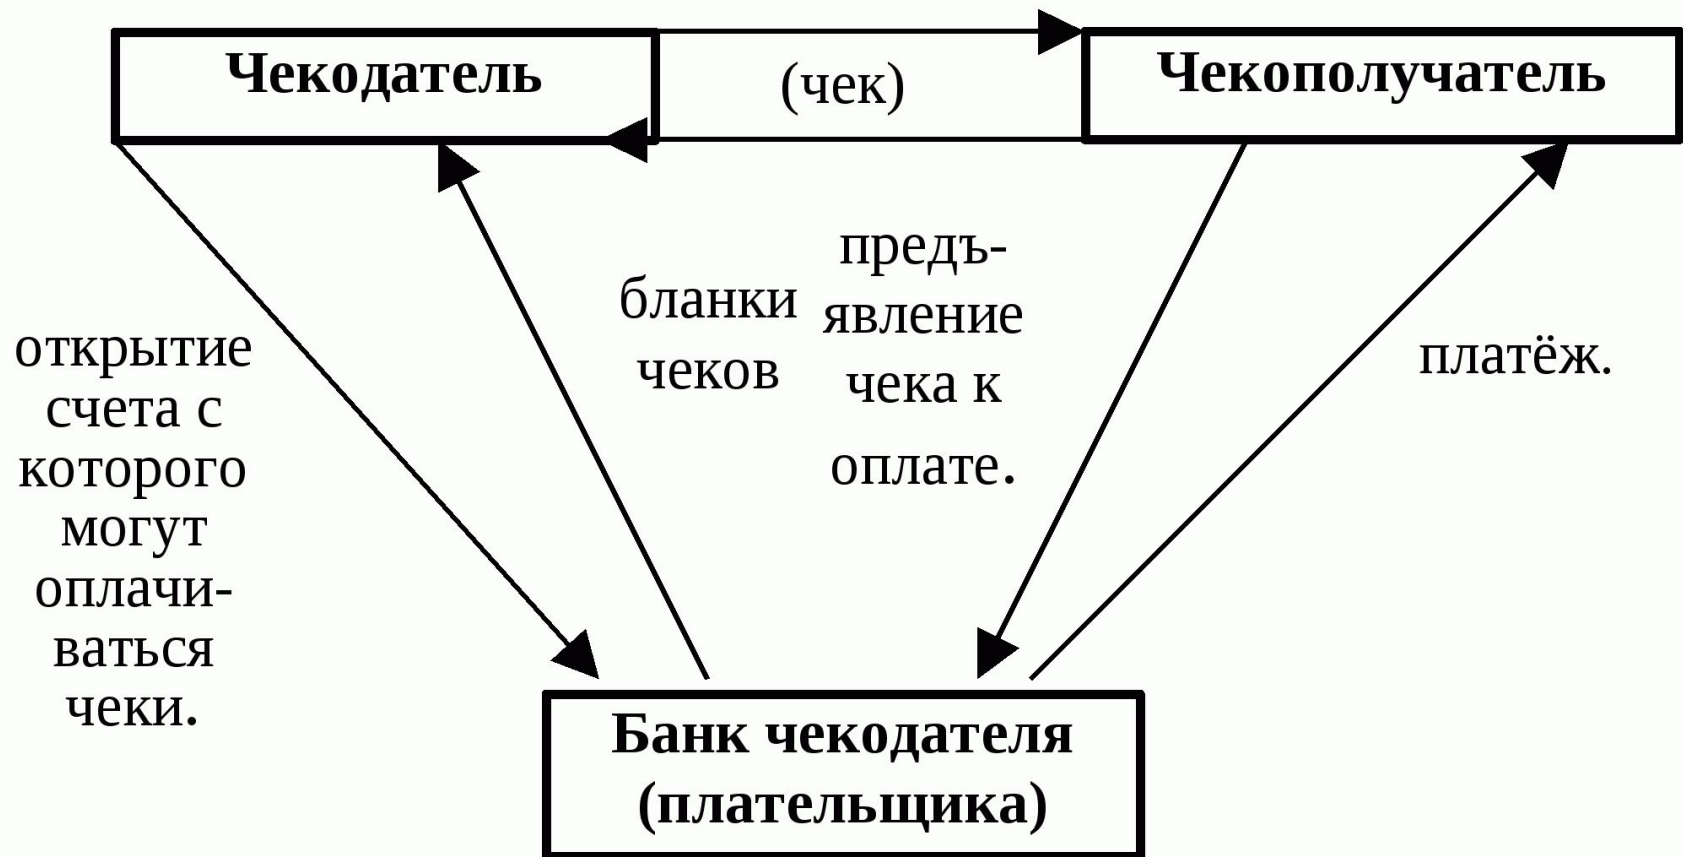 Чекодатель
(чек)
Чекополучатель
открытие
счета с
которого
могут
оплачи-
ваться
чеки.
бланки
чеков
предъ-
явление
чека к
оплате.
платёж.
Банк чекодателя
(плательщика)